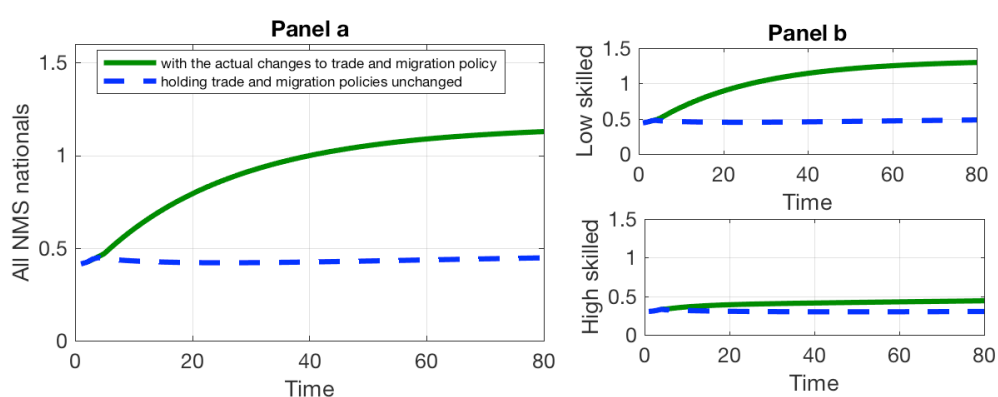 Panel a
with the actual changes to trade and migration policy
holding trade and migration policies unchanged
All NMS nationals
1.5
1
0.5
0
0
20
40
60
80
Time
Panel b
Low skilled
1.5
1
0.5
0
0
20
40
60
80
Time
High skilled
1.5
1
0.5
0
0
20
40
60
80
Time